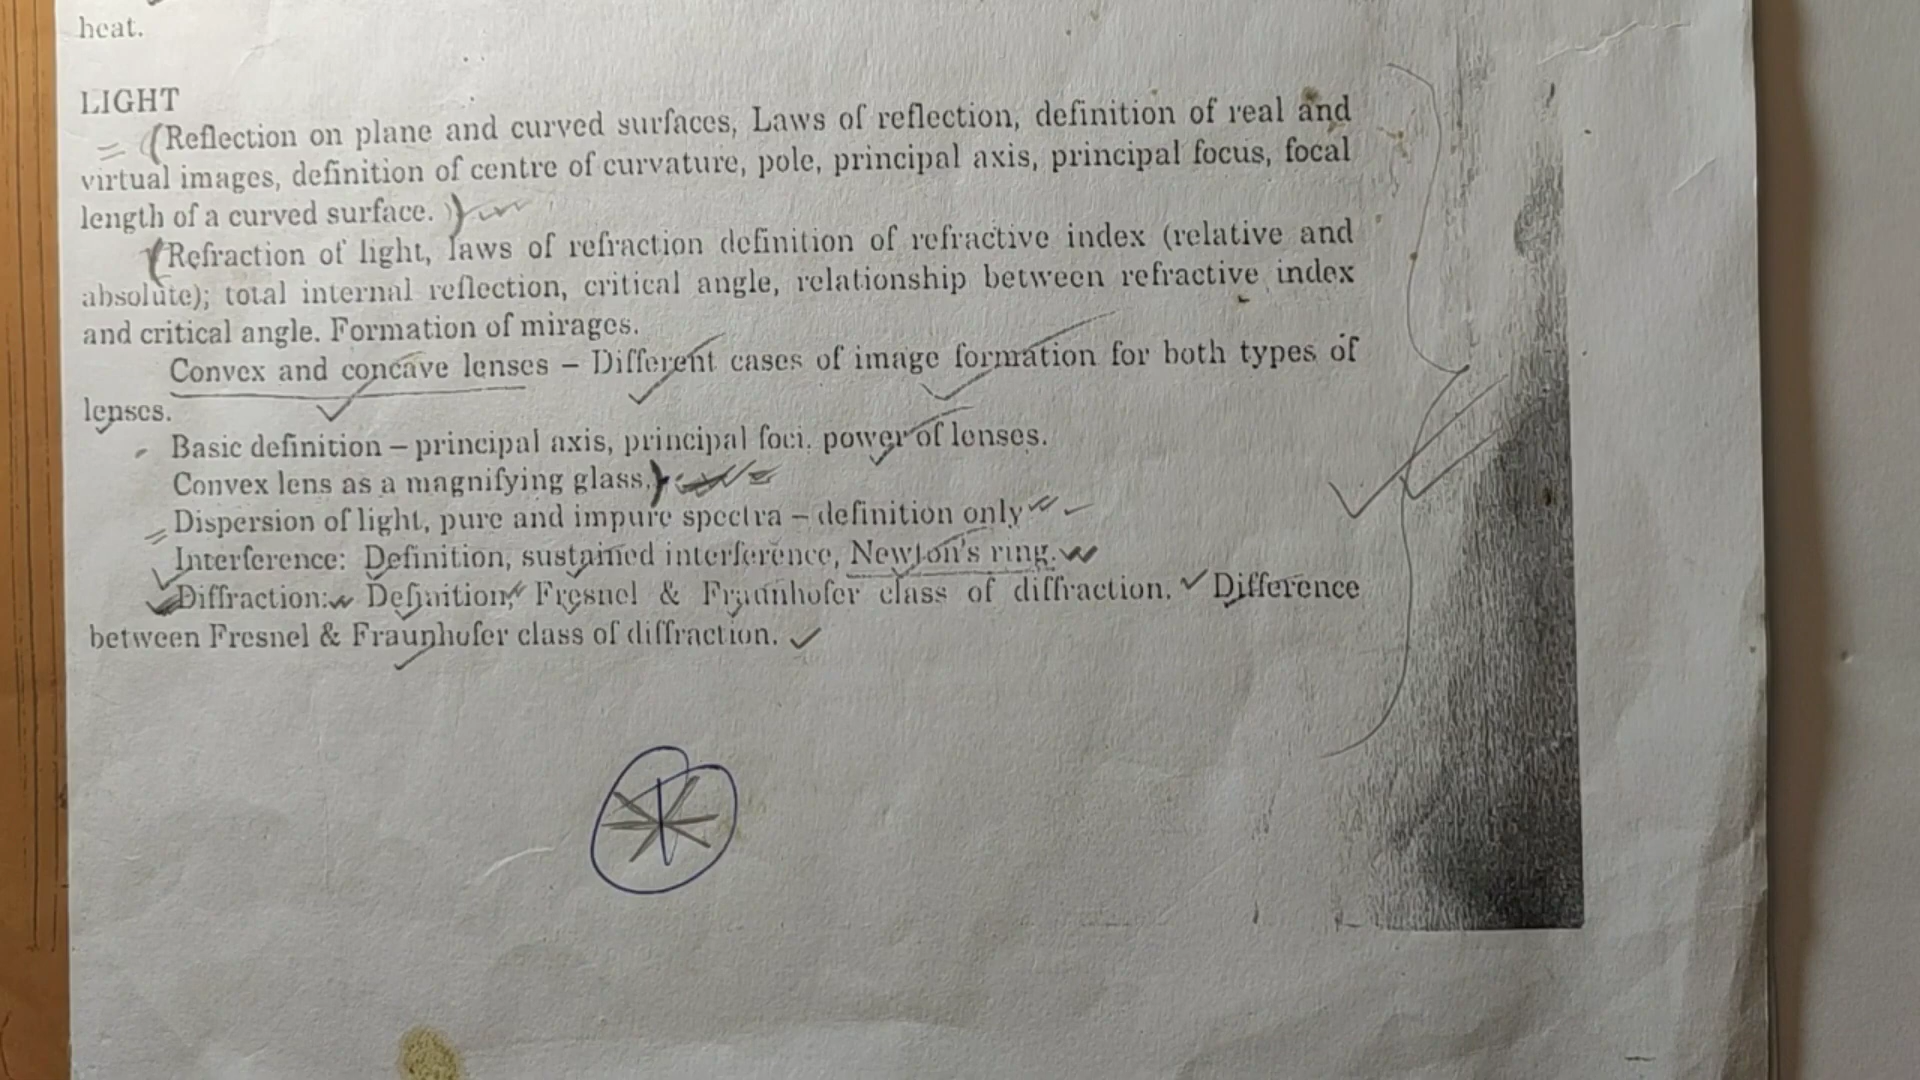 heat.
LIGHT
(Reflection on plane and curved surfaces, Laws of reflection, definition of real and
virtual images, definition of centre of curvature, pole, principal axis, principal focus, focal
length of a curved surface. )
(Refraction of light, laws of refraction definition of refractive index (relative and
absolute); total internal reflection, critical angle, relationship between refractive index
and critical angle. Formation of mirages.
Convex and concave lenses – Different cases of image formation for both types of
lenses.
Basic definition – principal axis, principal foci, power of lenses.
Convex lens as a magnifying glass.)
Dispersion of light, pure and impure spectra – definition only
Interference: Definition, sustained interference, Newton's ring.
Diffraction: Definition, Fresnel & Fraunhofer class of diffraction. Difference
between Fresnel & Fraunhofer class of diffraction.